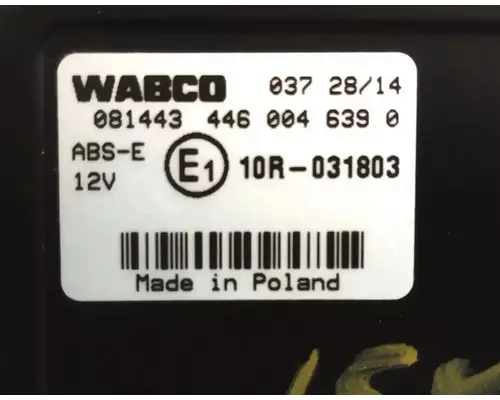 WABCO 037 28/14
081443 446 004 639 0
ABS-E
12V
E1 10R-031803
Made in Poland